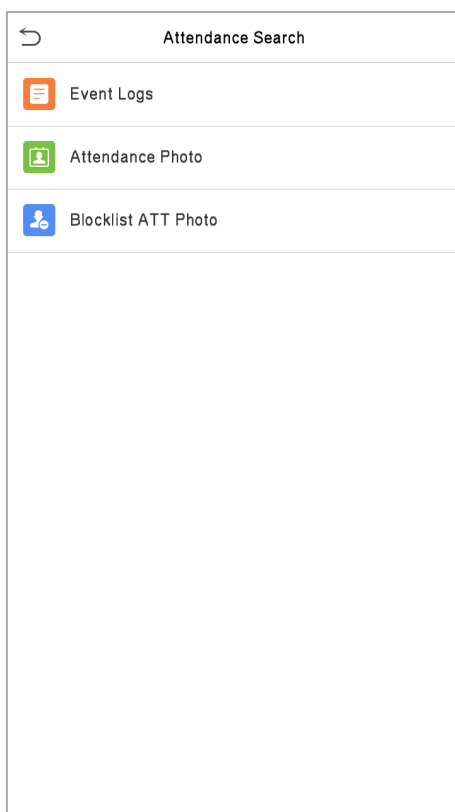 Attendance Search
Event Logs
Attendance Photo
Blocklist ATT Photo